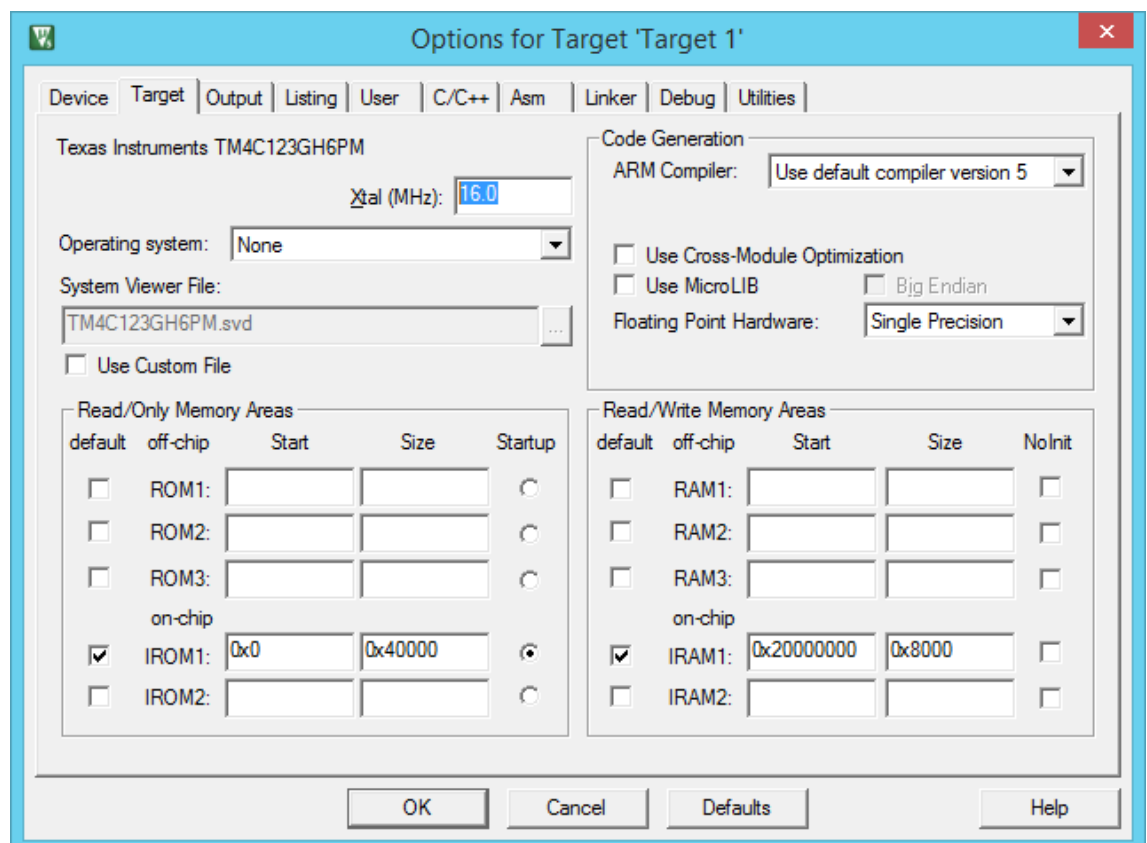 Options for Target 'Target 1'
Device Target Output Listing User C/C++ Asm Linker Debug Utilities
Texas Instruments TM4C123GH6PM
Xtal (MHz): 16.0
Operating system: None
System Viewer File:
TM4C123GH6PM.svd ...
Use Custom File
Code Generation
ARM Compiler: Use default compiler version 5
Use Cross-Module Optimization
Use MicroLIB Big Endian
Floating Point Hardware: Single Precision
Read/Only Memory Areas
default off-chip Start Size Startup
ROM1:
ROM2:
ROM3:
on-chip
IROM1: 0x0 0x40000
IROM2:
Read/Write Memory Areas
default off-chip Start Size NoInit
RAM1:
RAM2:
RAM3:
on-chip
IRAM1: 0x20000000 0x8000
IRAM2:
OK Cancel Defaults Help